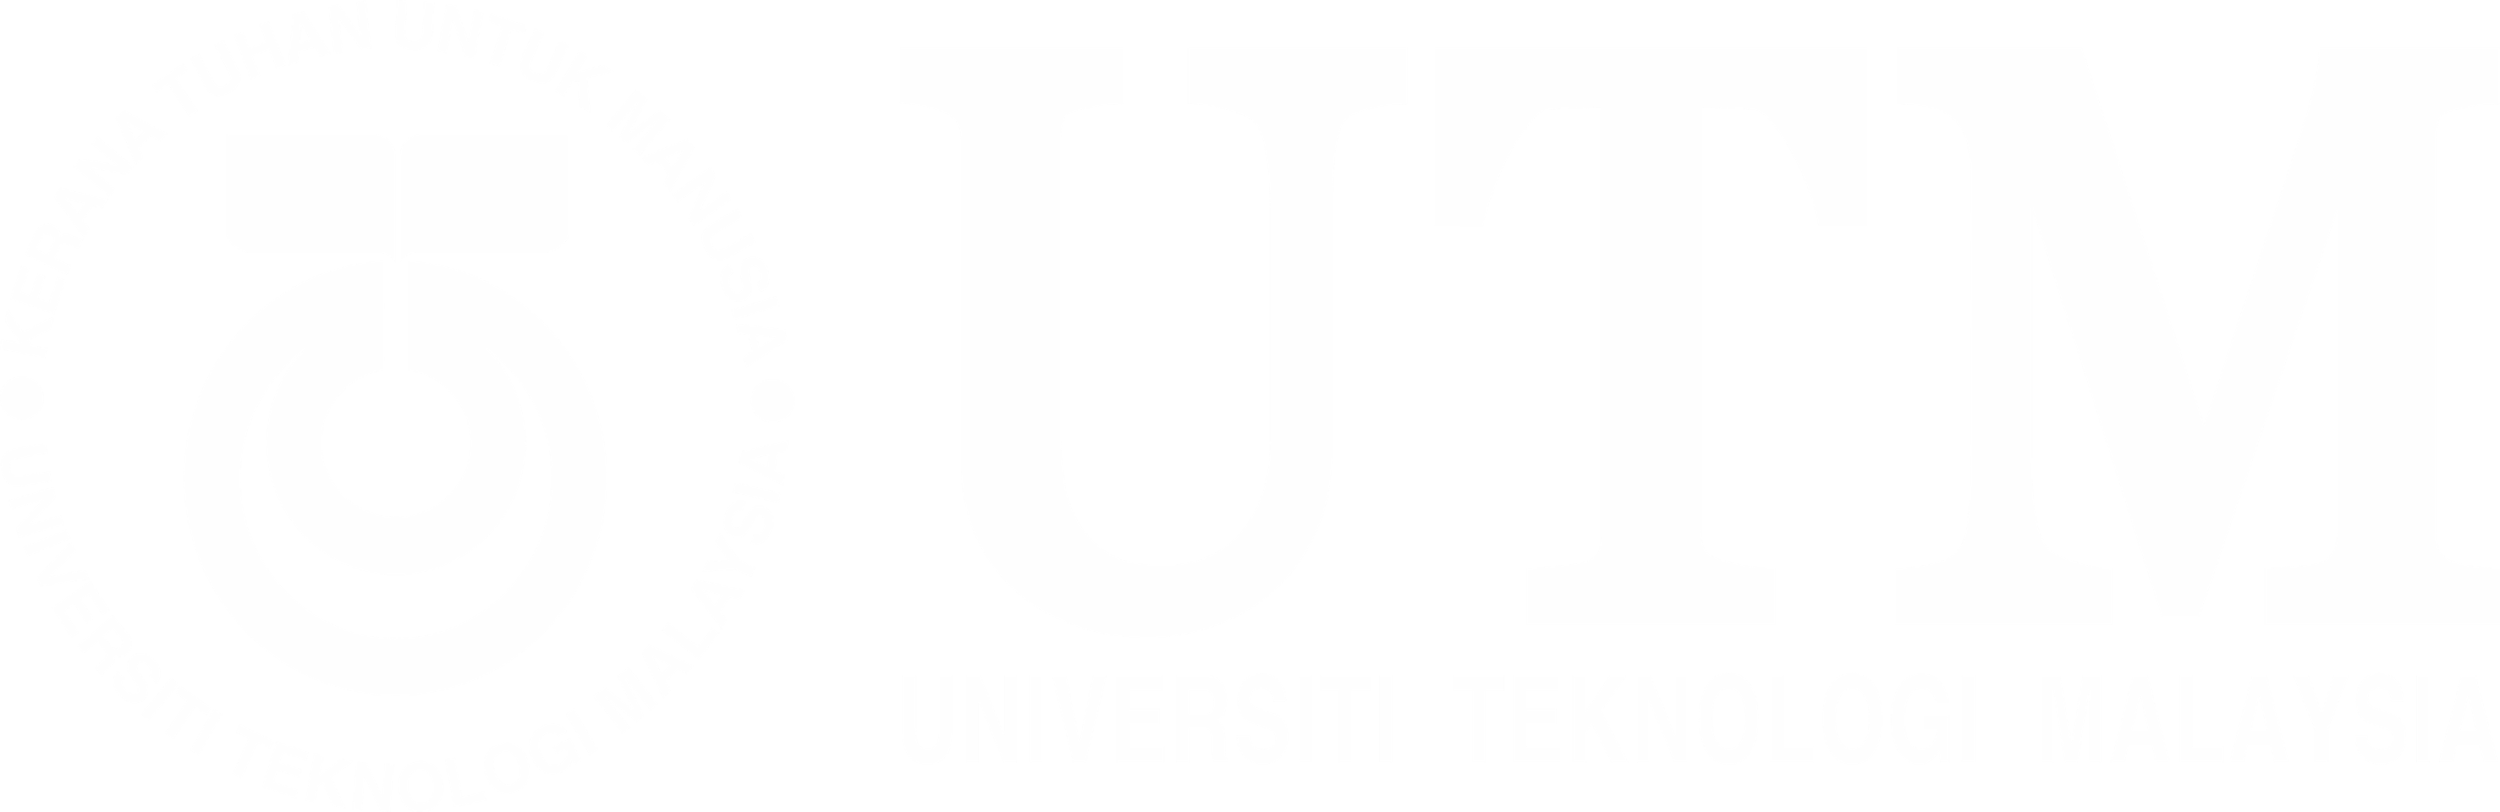 KERANA TUHAN UNTUK MANUSIA
UNIVERSITI TEKNOLOGI MALAYSIA
UTM
UNIVERSITI TEKNOLOGI MALAYSIA